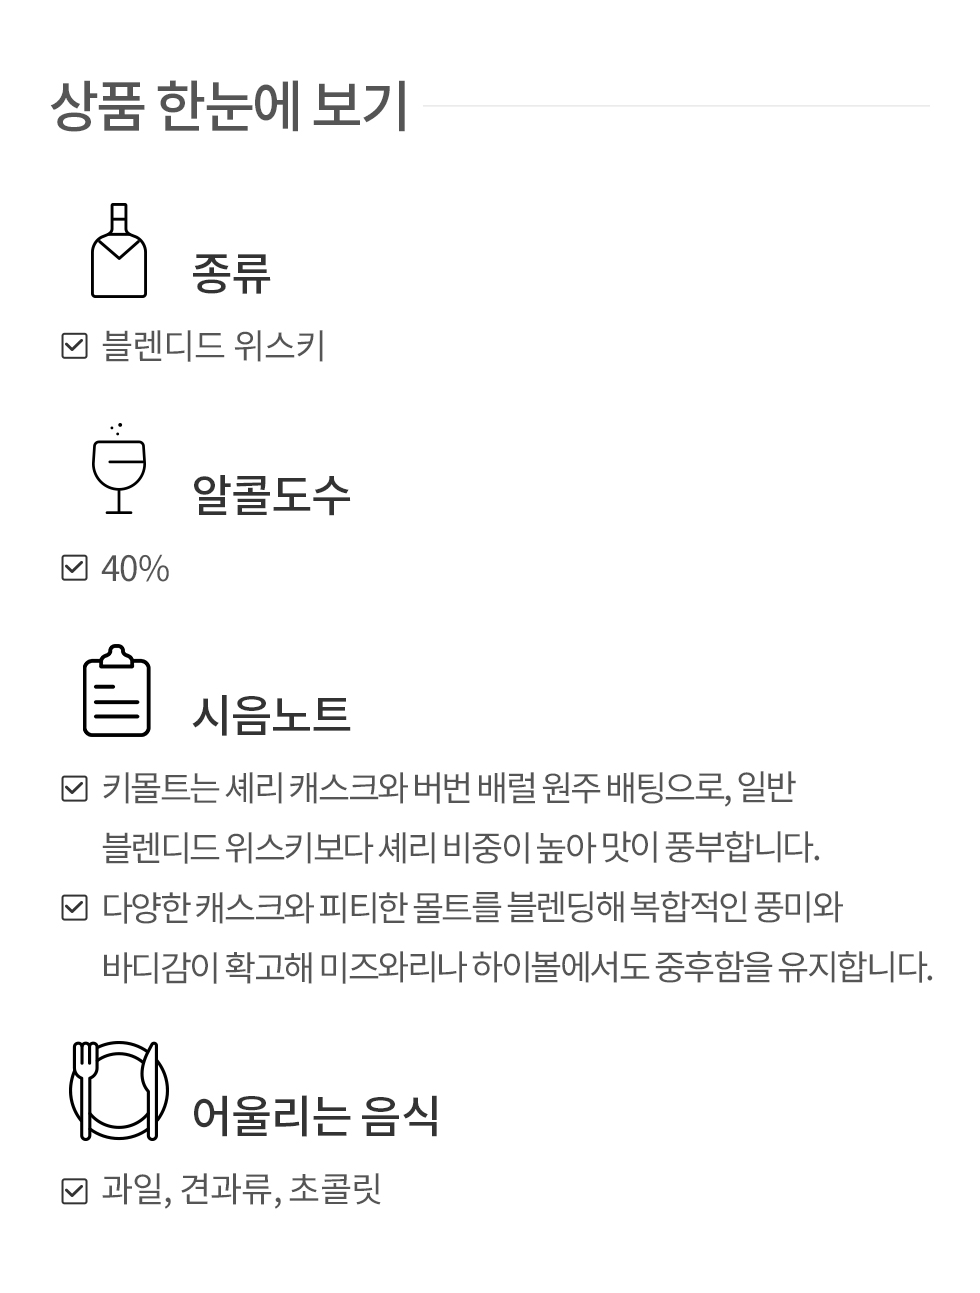 상품 한눈에 보기
종류
블렌디드 위스키
알콜도수
40%
시음노트
키몰트는 셰리 캐스크와 버번 배럴 원주 배팅으로, 일반
블렌디드 위스키보다 셰리 비중이 높아 맛이 풍부합니다.
다양한 캐스크와 피티한 몰트를 블렌딩해 복합적인 풍미와
바디감이 확고해 미즈와리나 하이볼에서도 중후함을 유지합니다.
어울리는 음식
과일, 견과류, 초콜릿